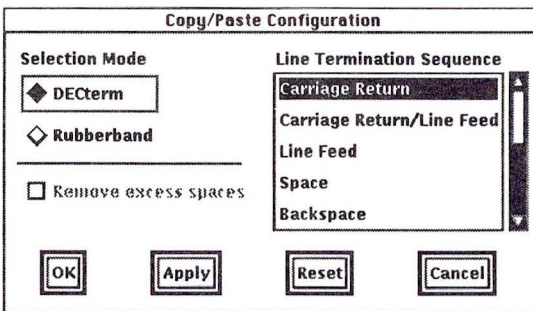 Copy/Paste Configuration
Selection Mode
DECterm
Rubberband
Remove excess spaces
Line Termination Sequence
Carriage Return
Carriage Return/Line Feed
Line Feed
Space
Backspace
OK
Apply
Reset
Cancel